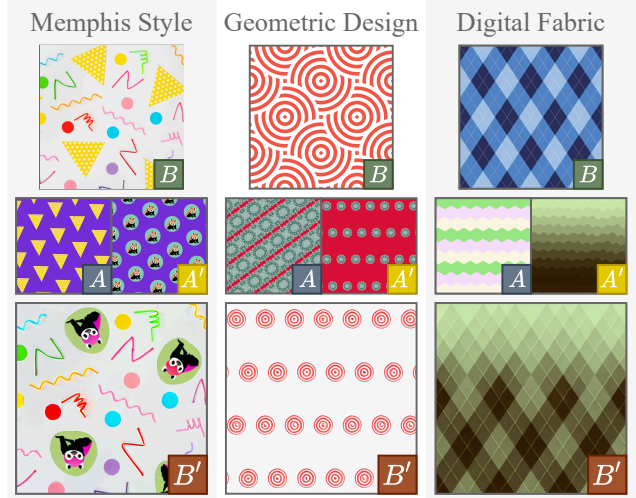 Memphis Style
Geometric Design
Digital Fabric
B
B
B
A
A′
A
A′
A
A′
B′
B′
B′